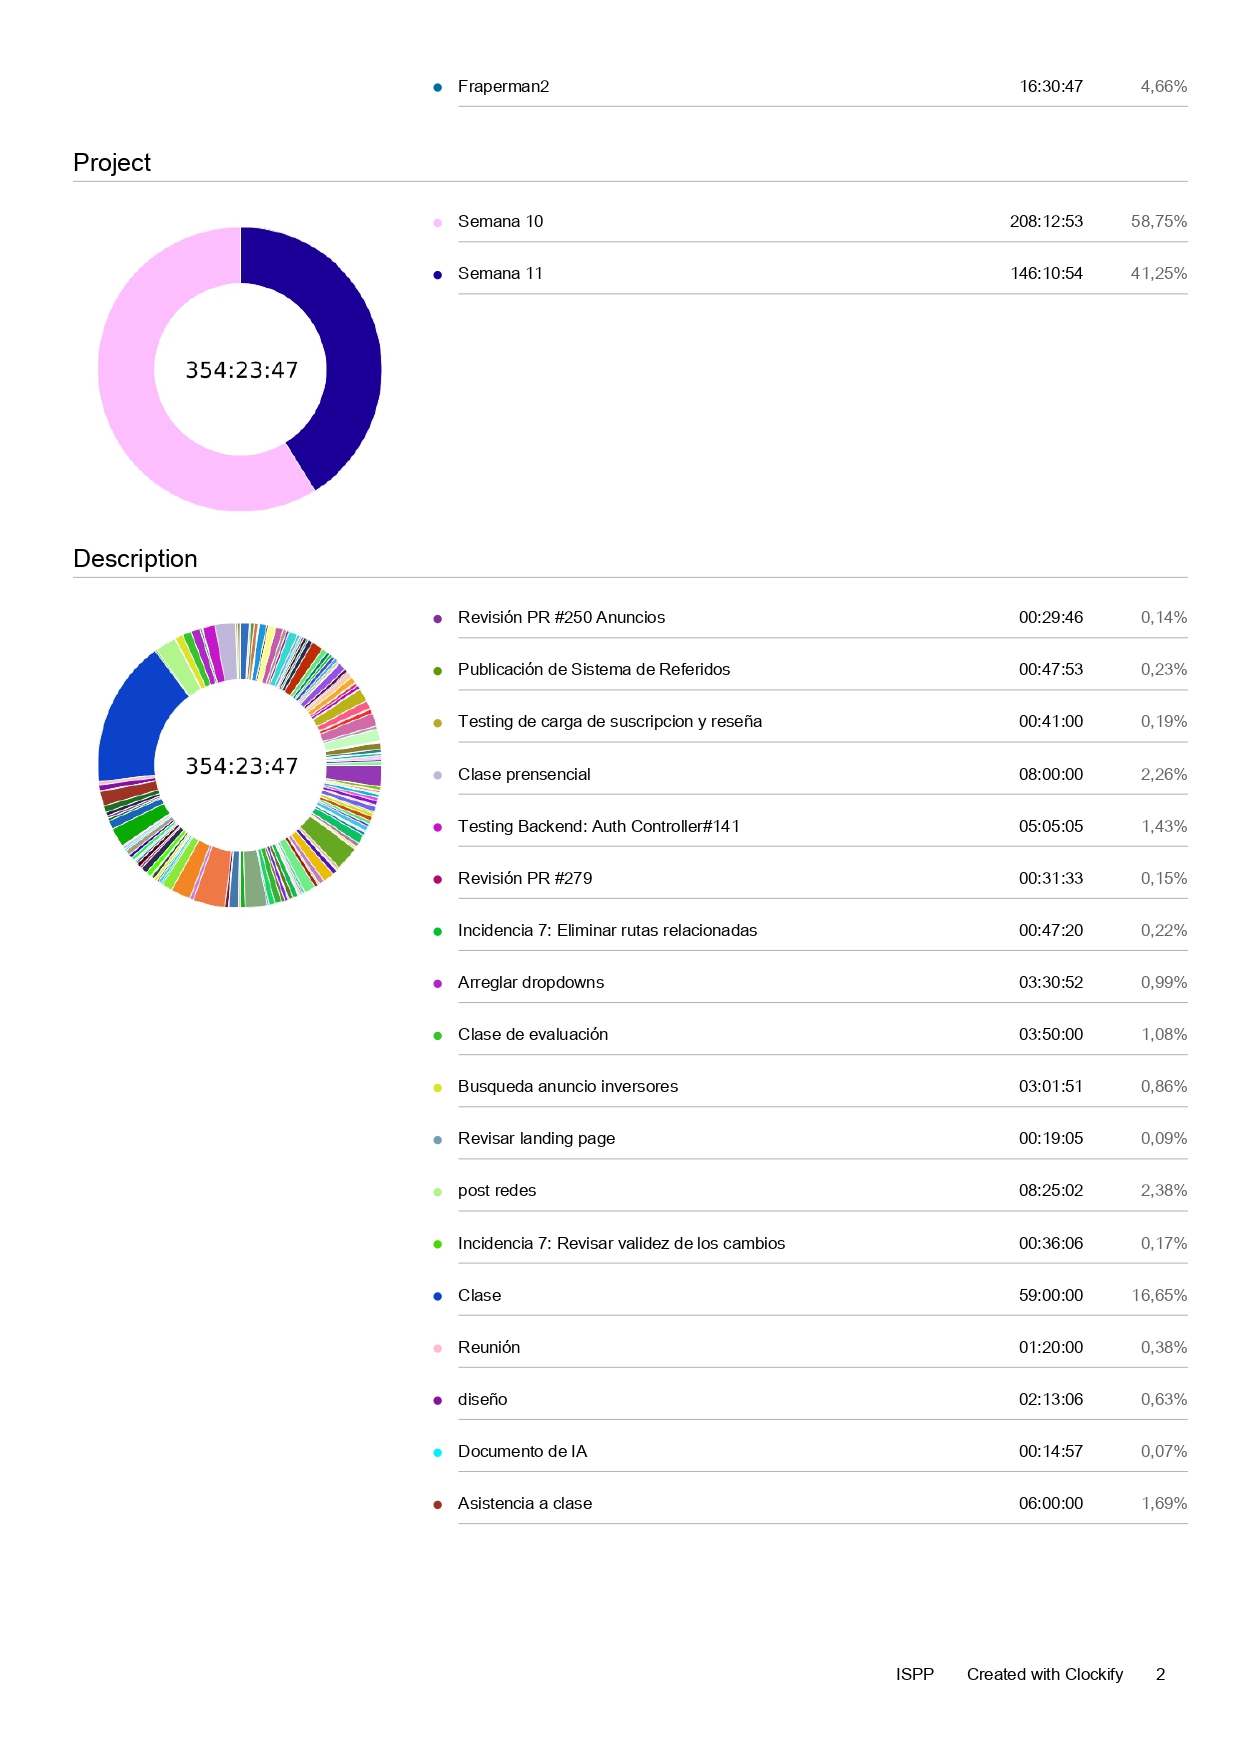 Fraperman2 16:30:47 4,66%
Project
Semana 10 208:12:53 58,75%
Semana 11 146:10:54 41,25%
354:23:47
Description
Revisión PR #250 Anuncios 00:29:46 0,14%
Publicación de Sistema de Referidos 00:47:53 0,23%
Testing de carga de suscripcion y reseña 00:41:00 0,19%
354:23:47
Clase prensencial 08:00:00 2,26%
Testing Backend: Auth Controller#141 05:05:05 1,43%
Revisión PR #279 00:31:33 0,15%
Incidencia 7: Eliminar rutas relacionadas 00:47:20 0,22%
Arreglar dropdowns 03:30:52 0,99%
Clase de evaluación 03:50:00 1,08%
Busqueda anuncio inversores 03:01:51 0,86%
Revisar landing page 00:19:05 0,09%
post redes 08:25:02 2,38%
Incidencia 7: Revisar validez de los cambios 00:36:06 0,17%
Clase 59:00:00 16,65%
Reunión 01:20:00 0,38%
diseño 02:13:06 0,63%
Documento de IA 00:14:57 0,07%
Asistencia a clase 06:00:00 1,69%
ISPP Created with Clockify 2